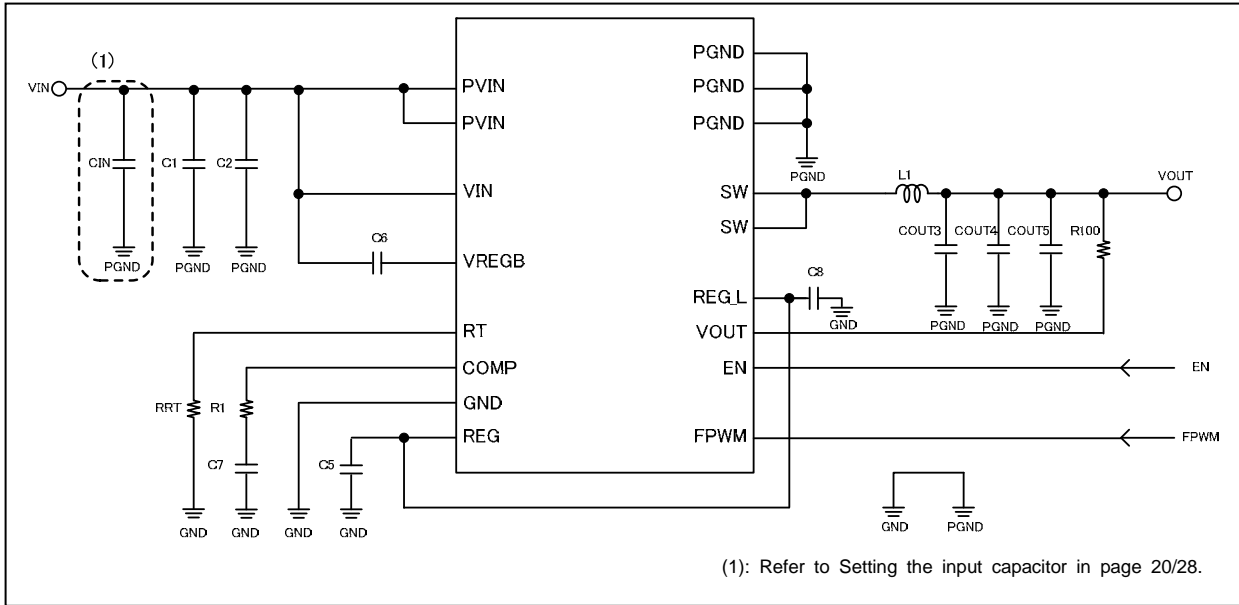 (1)
VIN
CIN
C1
C2
PGND
PGND
PGND
C6
RRT
R1
C7
C5
GND
GND
GND
GND
PVIN
PVIN
VIN
VREGB
RT
COMP
GND
REG
PGND
PGND
PGND
SW
SW
REG_L
VOUT
EN
FPWM
PGND
L1
VOUT
COUT3
COUT4
COUT5
R100
C8
GND
PGND
PGND
PGND
EN
FPWM
GND
PGND
(1): Refer to Setting the input capacitor in page 20/28.